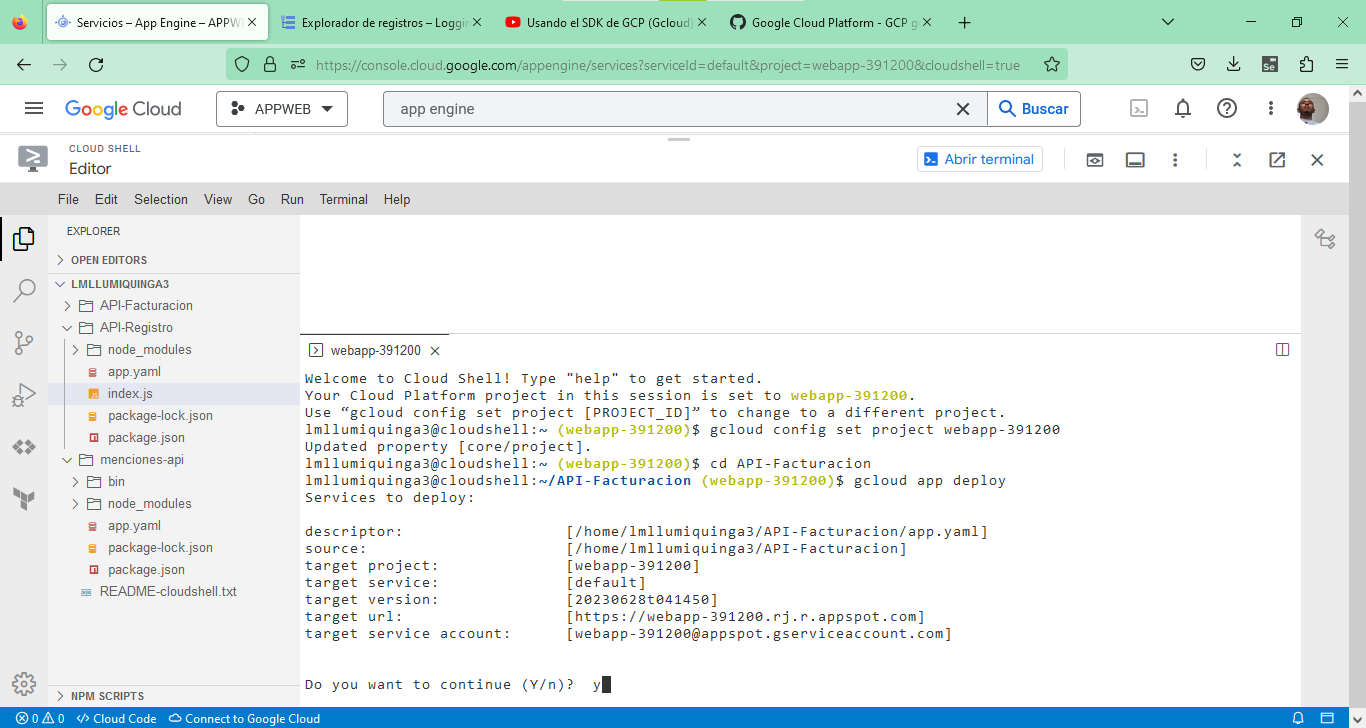 Servicios – App Engine – APPWE
Explorador de registros – Loggin
Usando el SDK de GCP (Gcloud)
Google Cloud Platform - GCP g
https://console.cloud.google.com/appengine/services?serviceId=default&project=webapp-391200&cloudshell=true
Se
Google Cloud
APPWEB
app engine
Buscar
CLOUD SHELL
Editor
Abrir terminal
File Edit Selection View Go Run Terminal Help
EXPLORER
OPEN EDITORS
LMLLUMIQUINGA3
API-Facturacion
API-Registro
node_modules
app.yaml
index.js
package-lock.json
package.json
menciones-api
bin
node_modules
app.yaml
package-lock.json
package.json
README-cloudshell.txt
NPM SCRIPTS
webapp-391200
Welcome to Cloud Shell! Type "help" to get started.
Your Cloud Platform project in this session is set to webapp-391200.
Use “gcloud config set project [PROJECT_ID]” to change to a different project.
lmllumiquinga3@cloudshell:~ (webapp-391200)$ gcloud config set project webapp-391200
Updated property [core/project].
lmllumiquinga3@cloudshell:~ (webapp-391200)$ cd API-Facturacion
lmllumiquinga3@cloudshell:~/API-Facturacion (webapp-391200)$ gcloud app deploy
Services to deploy:
descriptor: [/home/lmllumiquinga3/API-Facturacion/app.yaml]
source: [/home/lmllumiquinga3/API-Facturacion]
target project: [webapp-391200]
target service: [default]
target version: [20230628t041450]
target url: [https://webapp-391200.rj.r.appspot.com]
target service account: [webapp-391200@appspot.gserviceaccount.com]
Do you want to continue (Y/n)? y
0 0 Cloud Code Connect to Google Cloud